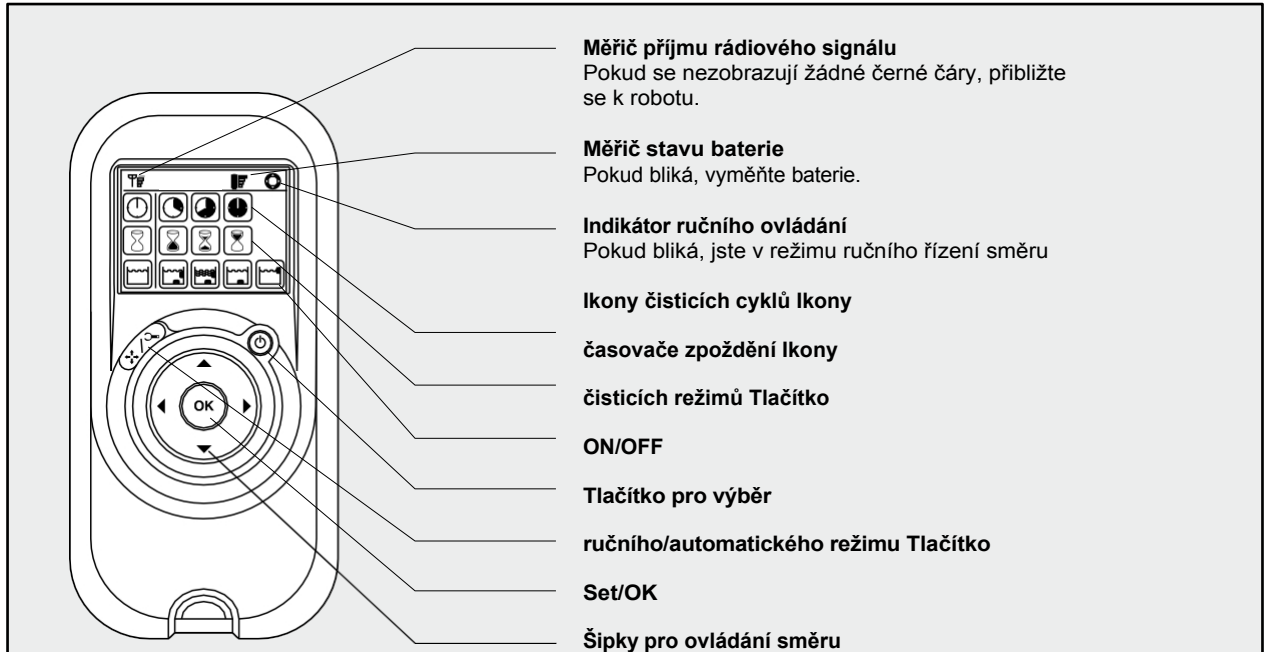 Měřič příjmu rádiového signálu
Pokud se nezobrazují žádné černé čáry, přibližte
se k robotu.
Měřič stavu baterie
Pokud bliká, vyměňte baterie.
Indikátor ručního ovládání
Pokud bliká, jste v režimu ručního řízení směru
Ikony čisticích cyklů Ikony
časovače zpoždění Ikony
čisticích režimů Tlačítko
ON/OFF
Tlačítko pro výběr
ručního/automatického režimu Tlačítko
Set/OK
Šipky pro ovládání směru
OK